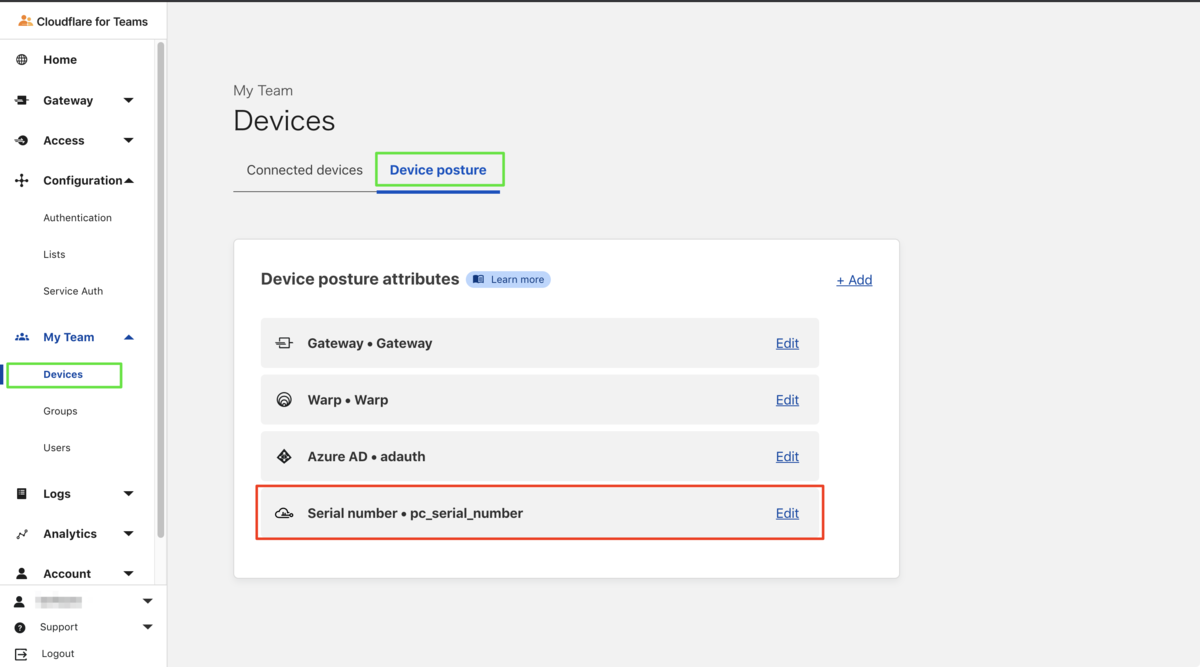 Cloudflare for Teams
Home
Gateway
Access
Configuration
Authentication
Lists
Service Auth
My Team
Devices
Groups
Users
Logs
Analytics
Account
Support
Logout
My Team
Devices
Connected devices
Device posture
Device posture attributes
Learn more
+ Add
Gateway • Gateway
Edit
Warp • Warp
Edit
Azure AD • adauth
Edit
Serial number • pc_serial_number
Edit